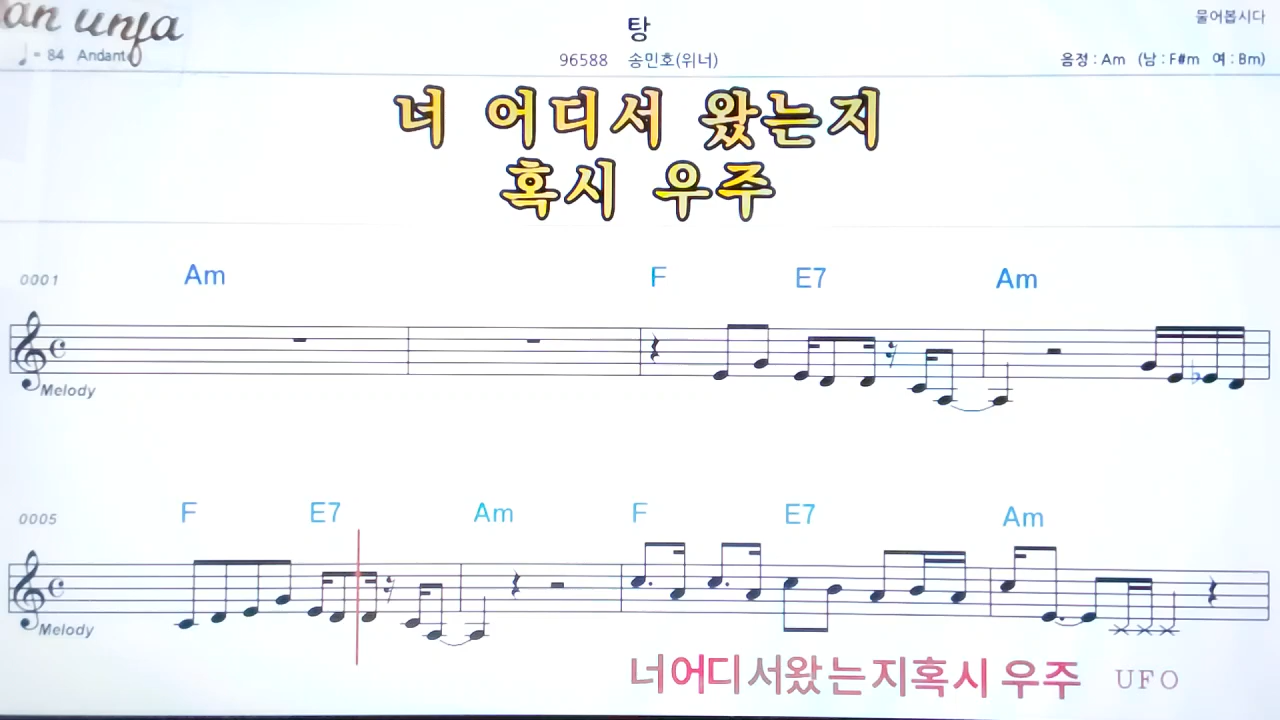 탕
물어봅시다
♩= 84 Andante
96588 송민호(위너)
음정 : Am (남 : F#m 여 : Bm)
너 어디서 왔는지
혹시 우주
0001 Am F E7 Am
Melody
0005 F E7 Am F E7 Am
Melody
너어디서왔는지혹시우주 UFO